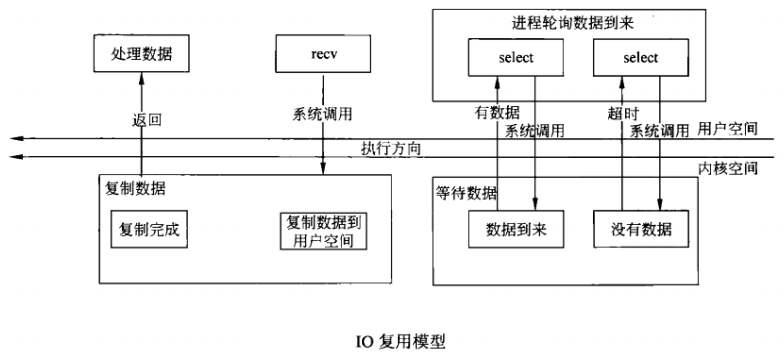 进程轮询数据到来
处理数据
recv
select
select
返回
系统调用
有数据
系统调用
超时
系统调用
用户空间
执行方向
内核空间
复制数据
等待数据
复制完成
复制数据到
用户空间
数据到来
没有数据
IO 复用模型